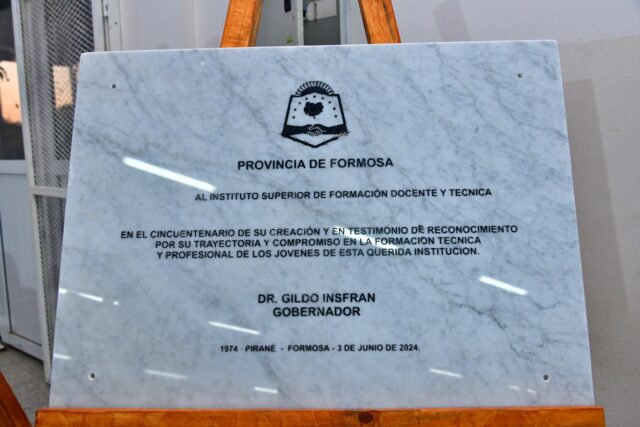 PROVINCIA DE FORMOSA
AL INSTITUTO SUPERIOR DE FORMACIÓN DOCENTE Y TECNICA
EN EL CINCUENTENARIO DE SU CREACIÓN Y EN TESTIMONIO DE RECONOCIMIENTO
POR SU TRAYECTORIA Y COMPROMISO EN LA FORMACION TECNICA
Y PROFESIONAL DE LOS JOVENES DE ESTA QUERIDA INSTITUCION.
DR. GILDO INSFRAN
GOBERNADOR
1974 - PIRANÉ - FORMOSA - 3 DE JUNIO DE 2024.